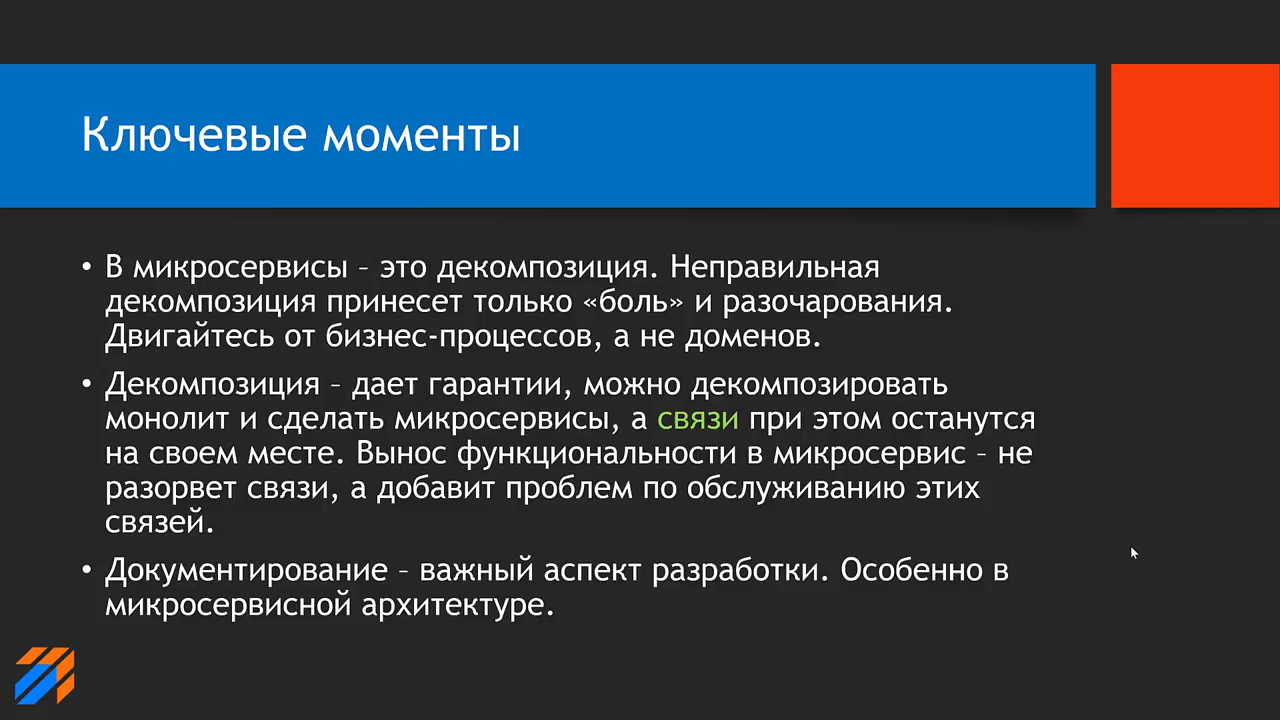 Ключевые моменты
• В микросервисы – это декомпозиция. Неправильная
декомпозиция принесет только «боль» и разочарования.
Двигайтесь от бизнес-процессов, а не доменов.
• Декомпозиция – дает гарантии, можно декомпозировать
монолит и сделать микросервисы, а связи при этом останутся
на своем месте. Вынос функциональности в микросервис – не
разорвет связи, а добавит проблем по обслуживанию этих
связей.
• Документирование – важный аспект разработки. Особенно в
микросервисной архитектуре.